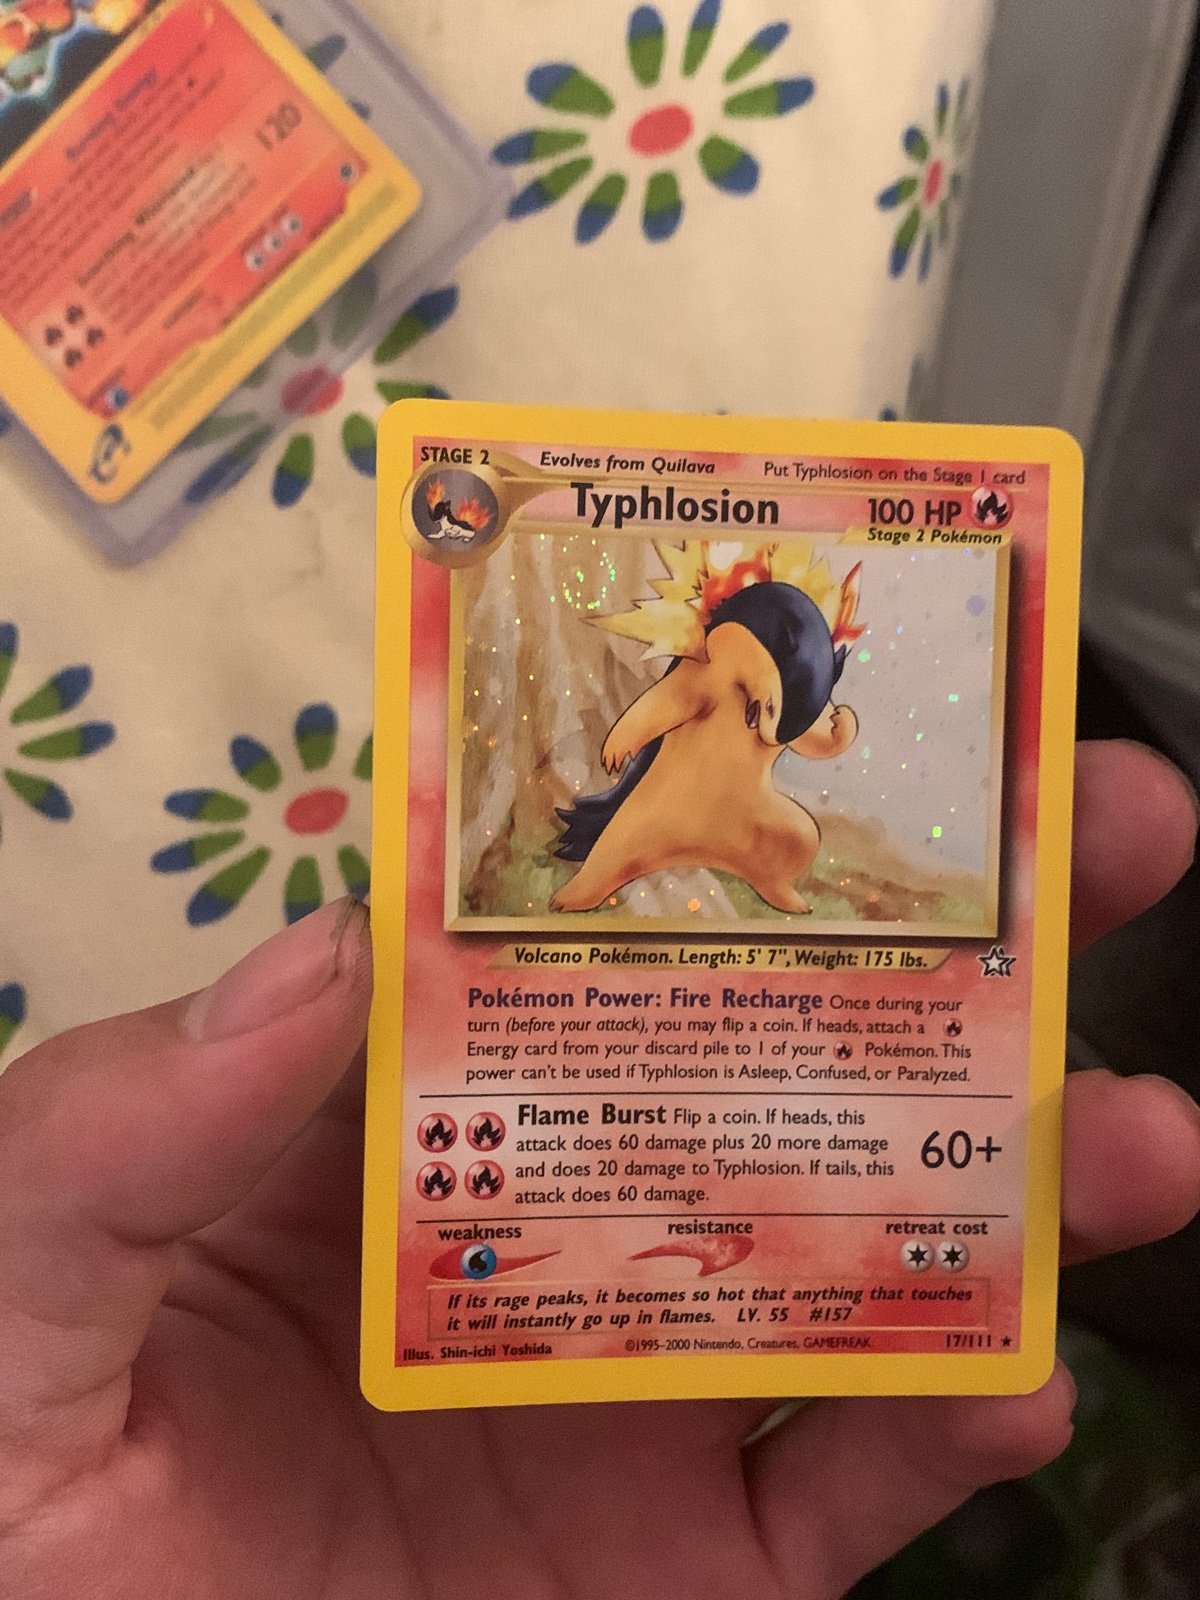 120
STAGE 2
Evolves from Quilava
Put Typhlosion on the Stage 1 card
Typhlosion
100 HP
Stage 2 Pokémon
Volcano Pokémon. Length: 5' 7", Weight: 175 lbs.
Pokémon Power: Fire Recharge Once during your
turn (before your attack), you may flip a coin. If heads, attach a
Energy card from your discard pile to 1 of your Pokémon. This
power can't be used if Typhlosion is Asleep, Confused, or Paralyzed.
Flame Burst Flip a coin. If heads, this
attack does 60 damage plus 20 more damage
and does 20 damage to Typhlosion. If tails, this
attack does 60 damage.
60+
weakness
resistance
retreat cost
If its rage peaks, it becomes so hot that anything that touches
it will instantly go up in flames. LV. 55 #157
Illus. Shin-ichi Yoshida
©1995–2000 Nintendo, Creatures, GAMEFREAK.
17/111 ★